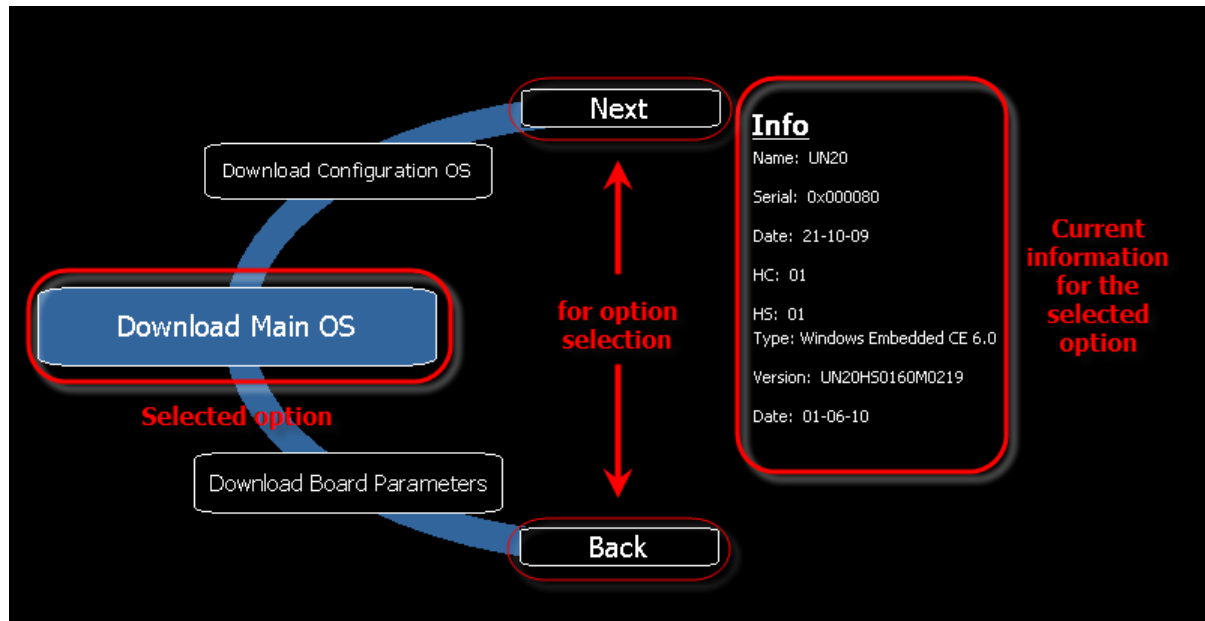 Next
Download Configuration OS
Download Main OS
Selected option
Download Board Parameters
Back
for option
selection
Info
Name: UN20
Serial: 0x000080
Date: 21-10-09
HC: 01
HS: 01
Type: Windows Embedded CE 6.0
Version: UN20HS0160M0219
Date: 01-06-10
Current
information
for the
selected
option